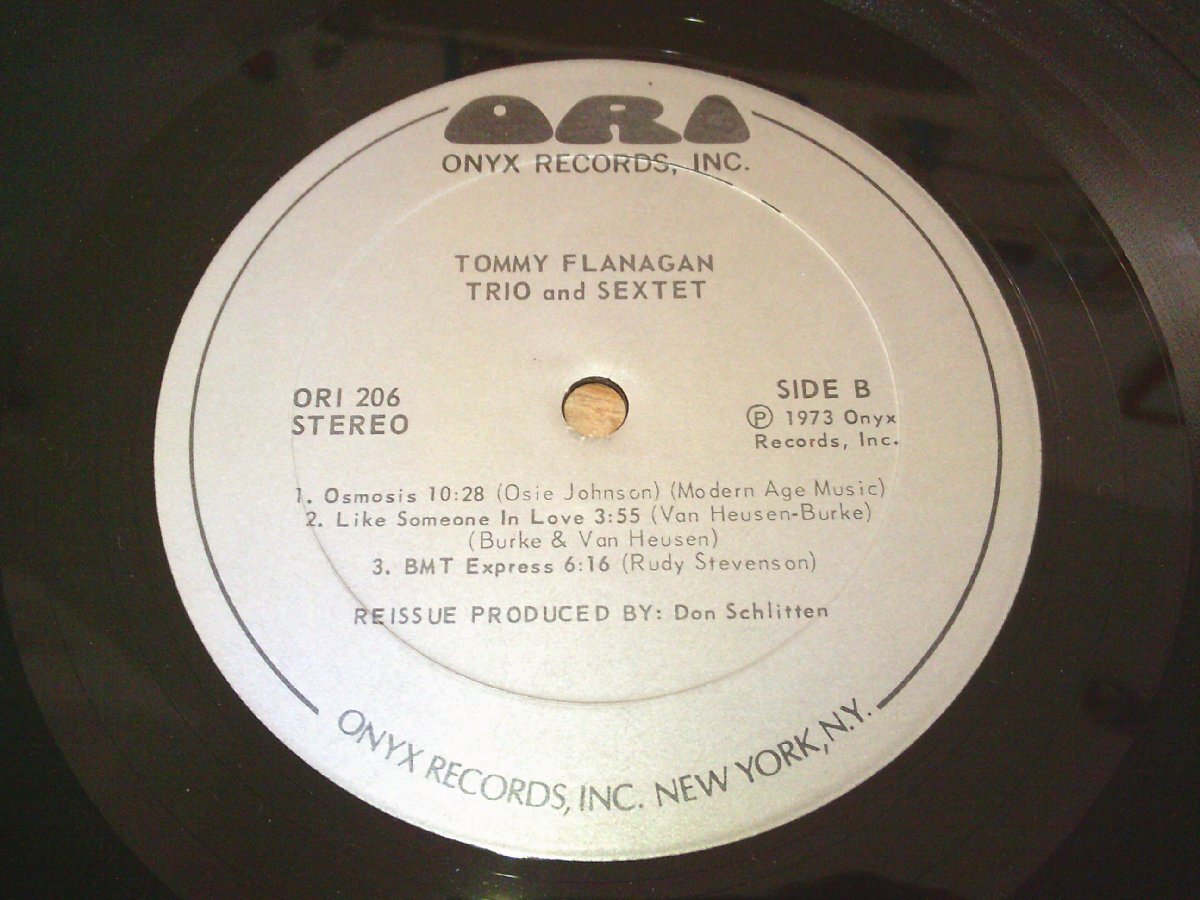 ORI
ONYX RECORDS, INC.
TOMMY FLANAGAN
TRIO and SEXTET
ORI 206
STEREO
SIDE B
Ⓟ 1973 Onyx
Records, Inc.
1. Osmosis 10:28 (Osie Johnson) (Modern Age Music)
2. Like Someone In Love 3:55 (Van Heusen-Burke)
(Burke & Van Heusen)
3. BMT Express 6:16 (Rudy Stevenson)
REISSUE PRODUCED BY: Don Schlitten
ONYX RECORDS, INC. NEW YORK, N.Y.